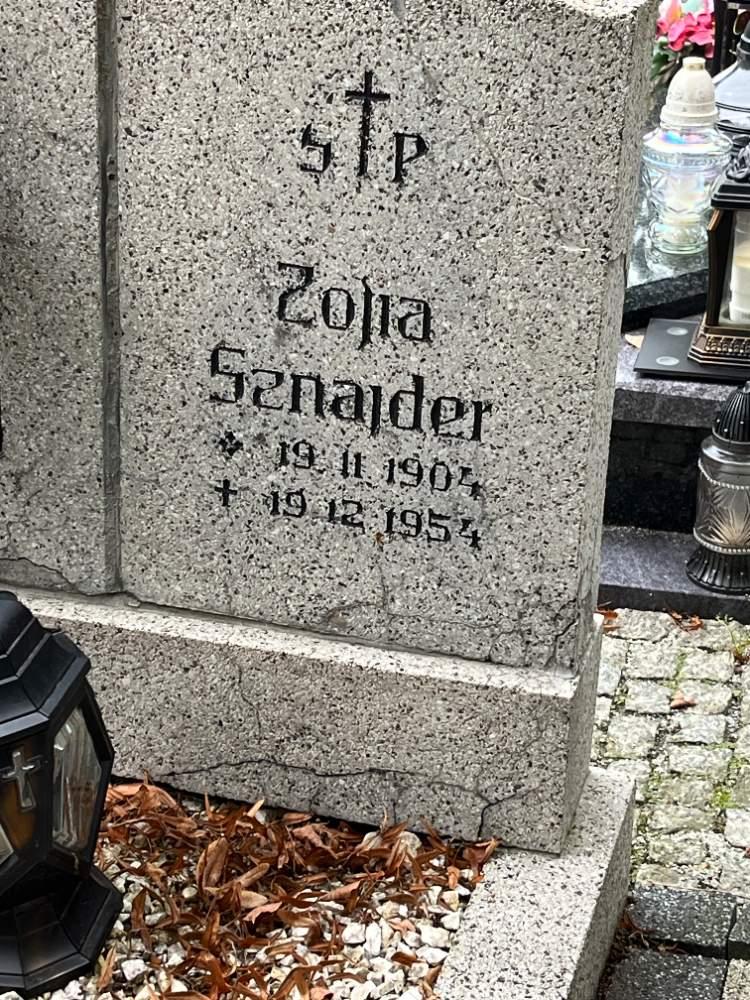 S † P
Zofia
Sznajder
* 19.11.1904
+ 19.12.1954